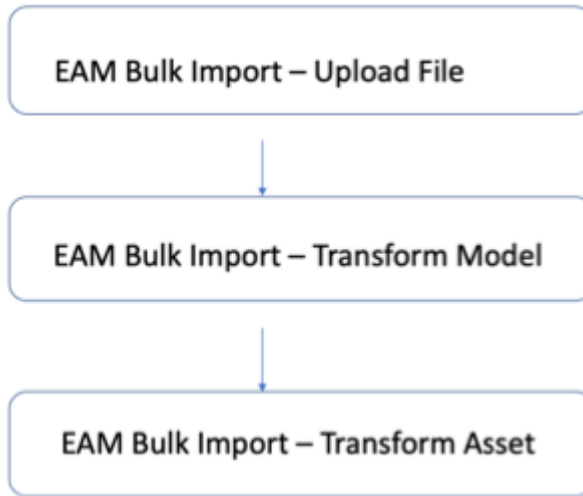 EAM Bulk Import – Upload File
EAM Bulk Import – Transform Model
EAM Bulk Import – Transform Asset